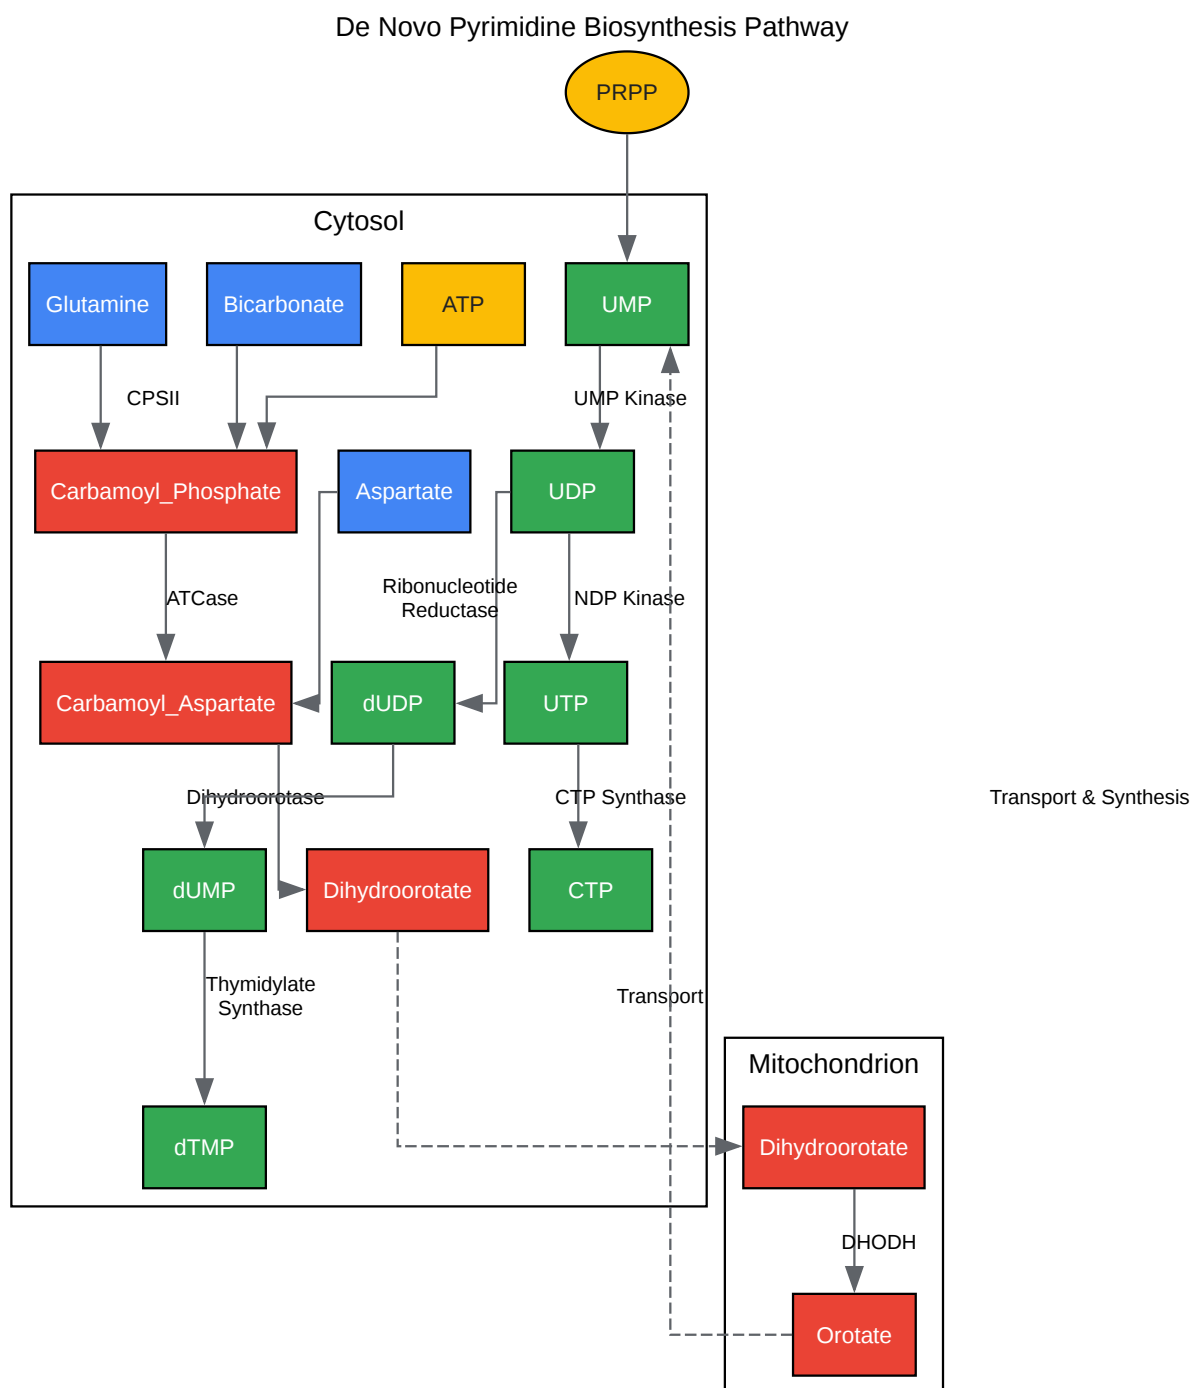 De Novo Pyrimidine Biosynthesis Pathway
PRPP
Cytosol
Glutamine
Bicarbonate
ATP
UMP
CPSII
UMP Kinase
Carbamoyl_Phosphate
Aspartate
UDP
ATCase
Ribonucleotide
Reductase
NDP Kinase
Carbamoyl_Aspartate
dUDP
UTP
Dihydroorotase
CTP Synthase
Transport & Synthesis
dUMP
Dihydroorotate
CTP
Thymidylate
Synthase
Transport
Mitochondrion
dTMP
Dihydroorotate
DHODH
Orotate